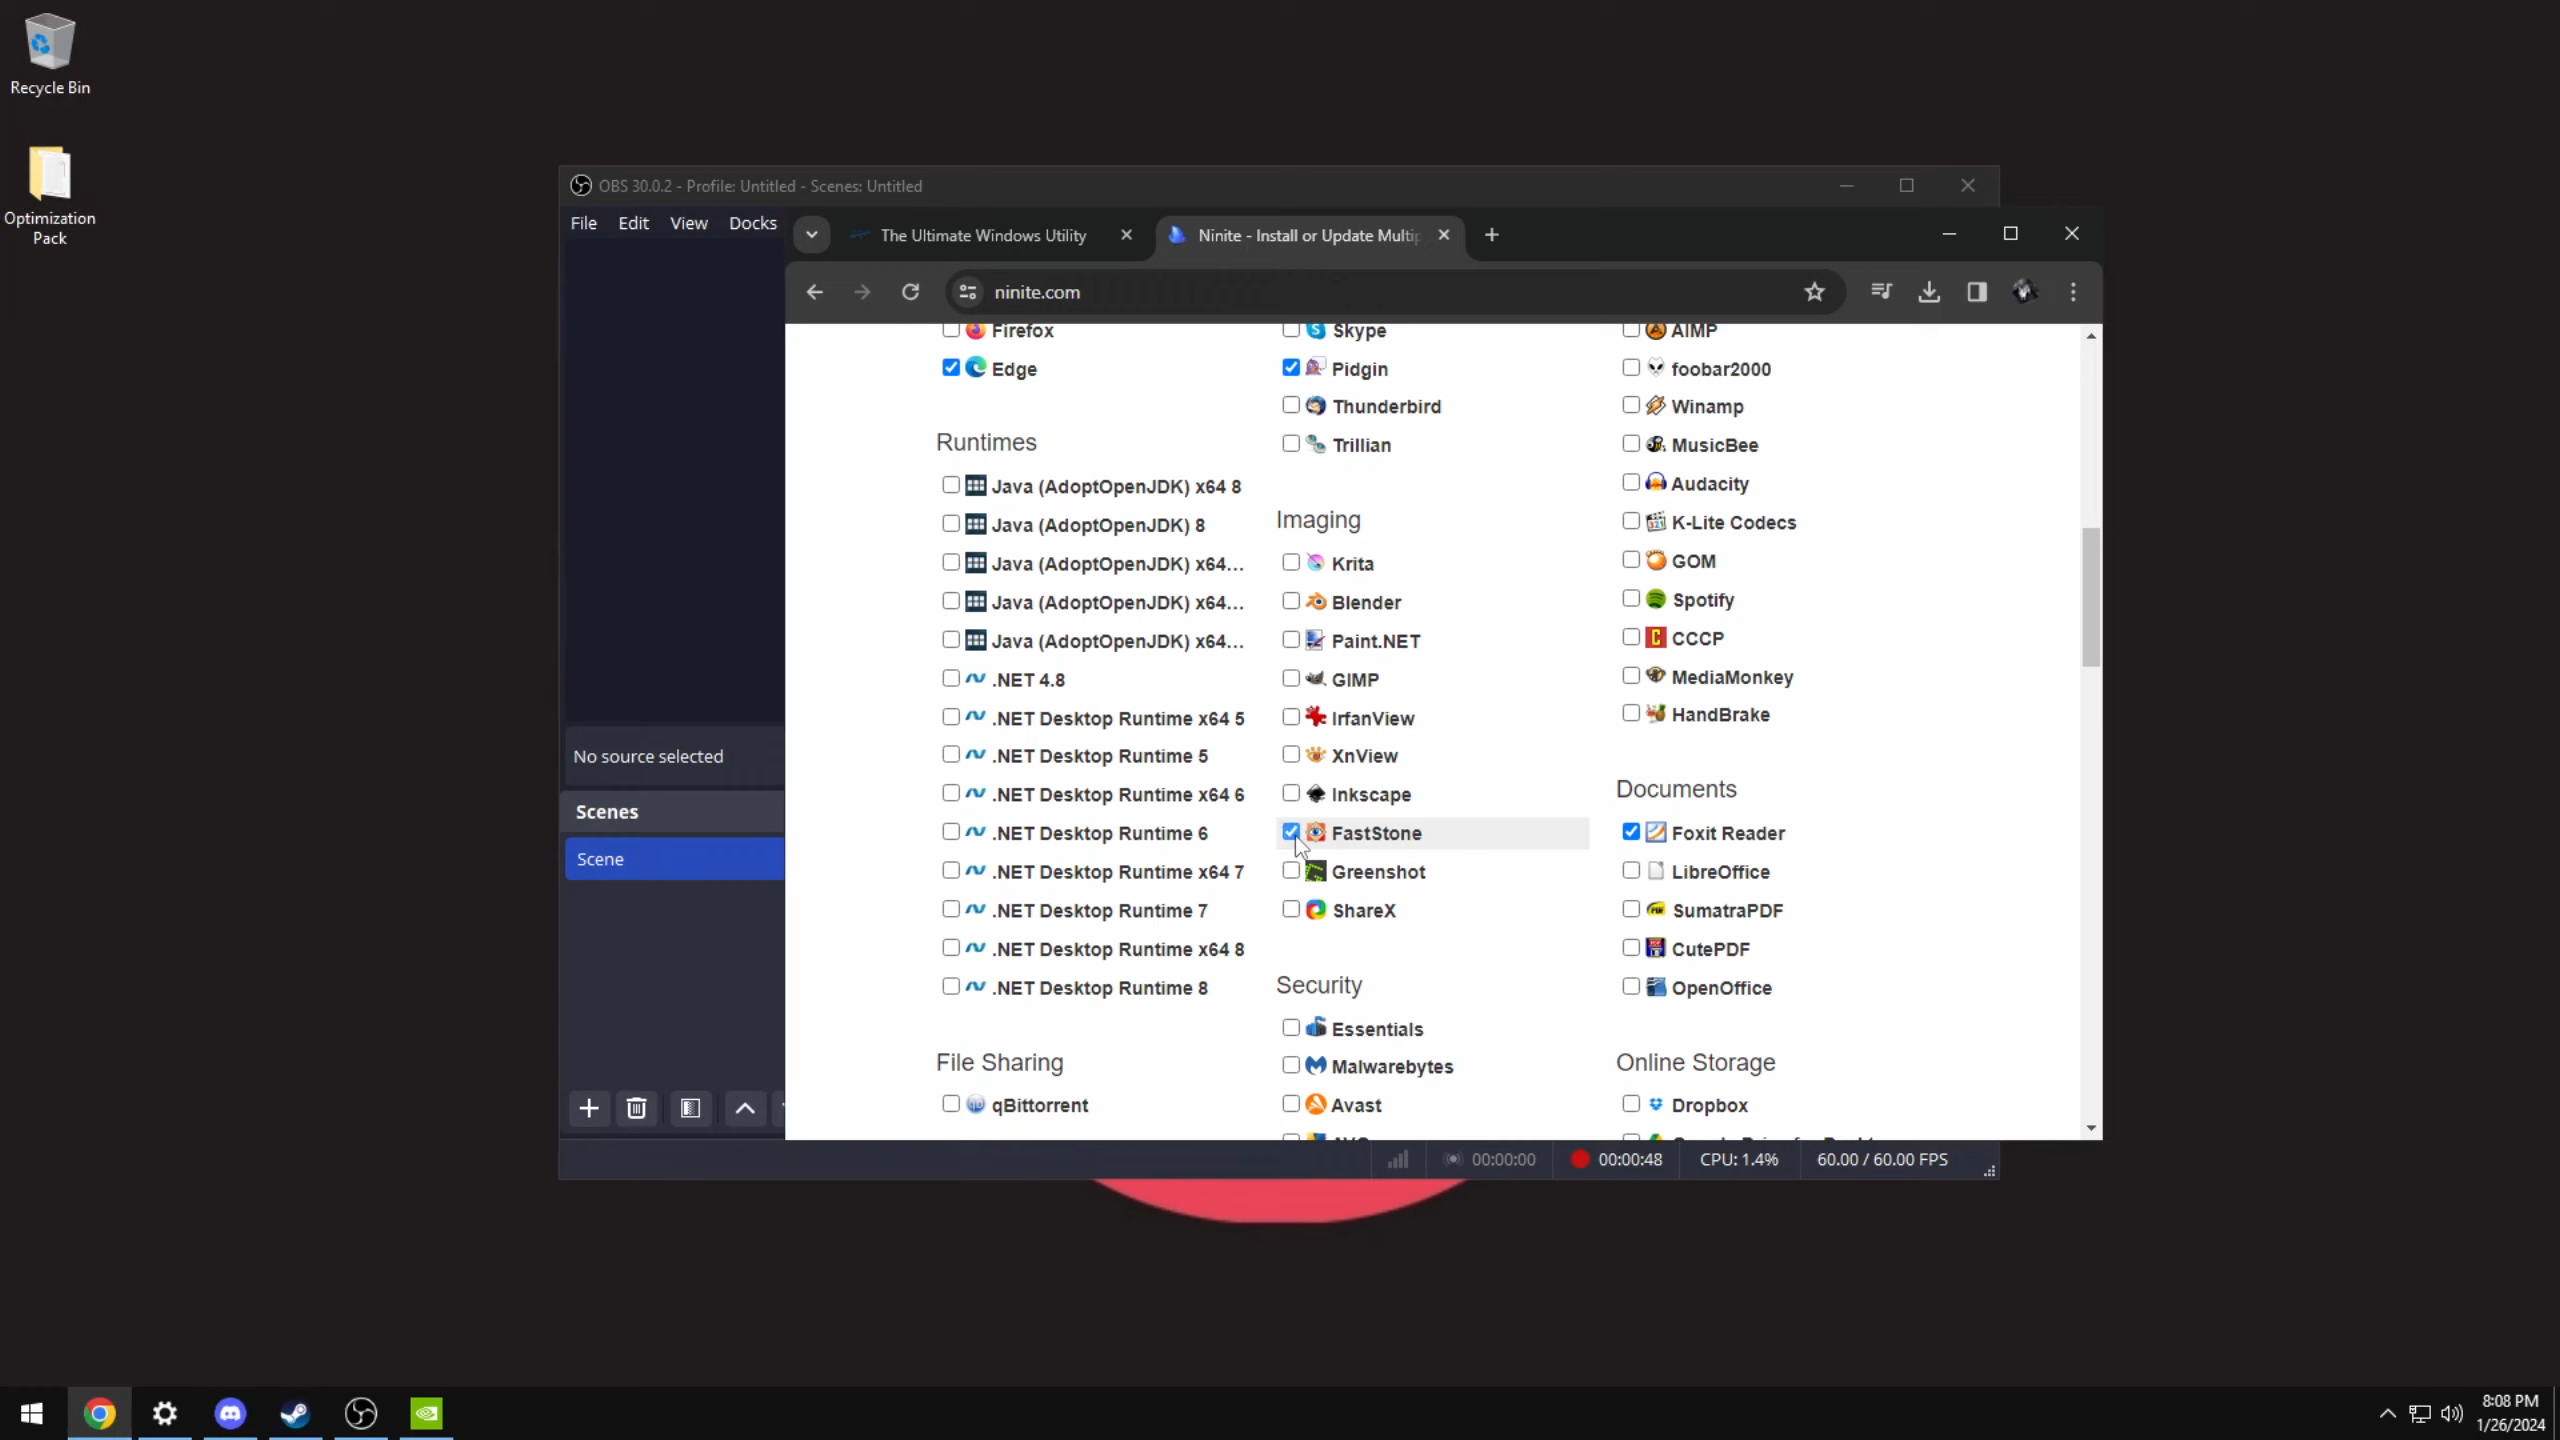 Recycle Bin
Optimization
Pack
OBS 30.0.2 - Profile: Untitled - Scenes: Untitled
File Edit View Docks
The Ultimate Windows Utility
Ninite - Install or Update Multip
ninite.com
Firefox
Edge
Runtimes
Java (AdoptOpenJDK) x64 8
Java (AdoptOpenJDK) 8
Java (AdoptOpenJDK) x64...
Java (AdoptOpenJDK) x64...
Java (AdoptOpenJDK) x64...
.NET 4.8
.NET Desktop Runtime x64 5
.NET Desktop Runtime 5
.NET Desktop Runtime x64 6
.NET Desktop Runtime 6
.NET Desktop Runtime x64 7
.NET Desktop Runtime 7
.NET Desktop Runtime x64 8
.NET Desktop Runtime 8
File Sharing
qBittorrent
Skype
Pidgin
Thunderbird
Trillian
Imaging
Krita
Blender
Paint.NET
GIMP
IrfanView
XnView
Inkscape
FastStone
Greenshot
ShareX
Security
Essentials
Malwarebytes
Avast
AIMP
foobar2000
Winamp
MusicBee
Audacity
K-Lite Codecs
GOM
Spotify
CCCP
MediaMonkey
HandBrake
Documents
Foxit Reader
LibreOffice
SumatraPDF
CutePDF
OpenOffice
Online Storage
Dropbox
No source selected
Scenes
Scene
00:00:00
00:00:48
CPU: 1.4%
60.00 / 60.00 FPS
8:08 PM
1/26/2024